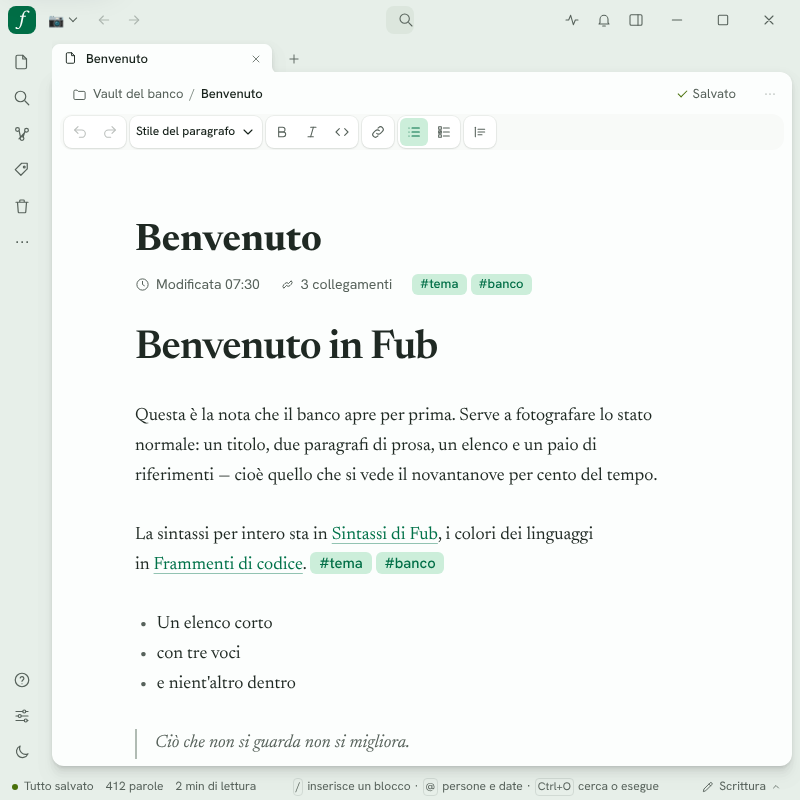 f
Benvenuto
Vault del banco / Benvenuto
Salvato
Stile del paragrafo
B I <>
Benvenuto
Modificata 07:30 3 collegamenti #tema #banco
Benvenuto in Fub
Questa è la nota che il banco apre per prima. Serve a fotografare lo stato
normale: un titolo, due paragrafi di prosa, un elenco e un paio di
riferimenti — cioè quello che si vede il novantanove per cento del tempo.
La sintassi per intero sta in Sintassi di Fub, i colori dei linguaggi
in Frammenti di codice. #tema #banco
• Un elenco corto
• con tre voci
• e nient'altro dentro
Ciò che non si guarda non si migliora.
Tutto salvato 412 parole 2 min di lettura / inserisce un blocco · @ persone e date · Ctrl+O cerca o esegue Scrittura